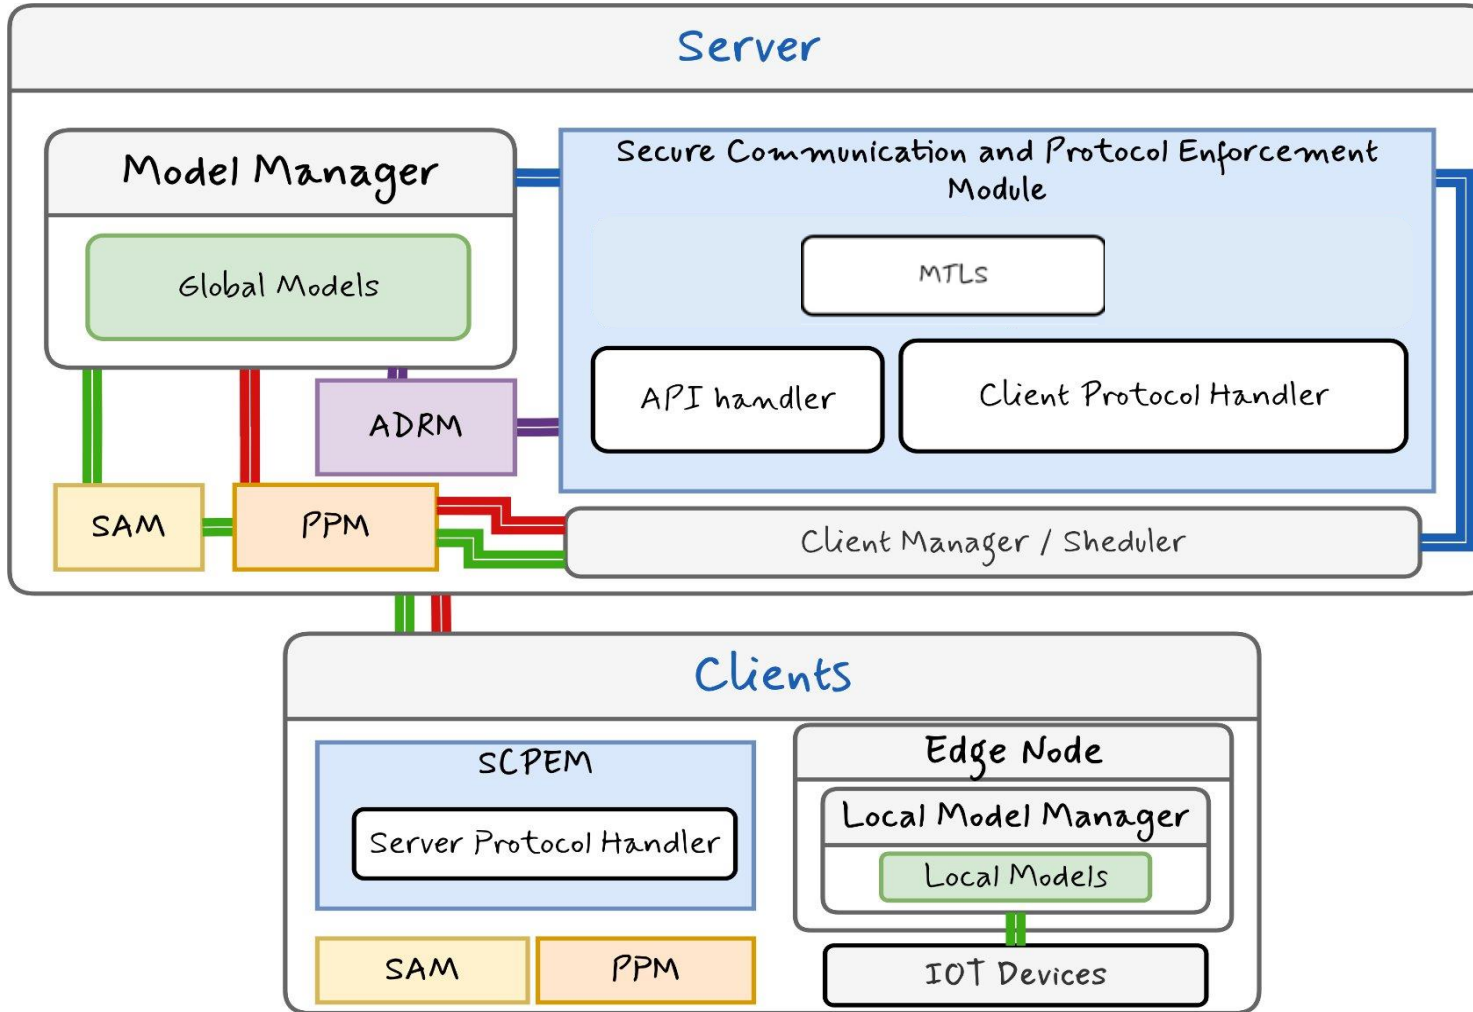 Server
Model Manager
Global Models
Secure Communication and Protocol Enforcement
Module
MTLS
API handler
Client Protocol Handler
ADRM
SAM
PPM
Client Manager / Sheduler
Clients
SCPEM
Server Protocol Handler
SAM
PPM
Edge Node
Local Model Manager
Local Models
IOT Devices